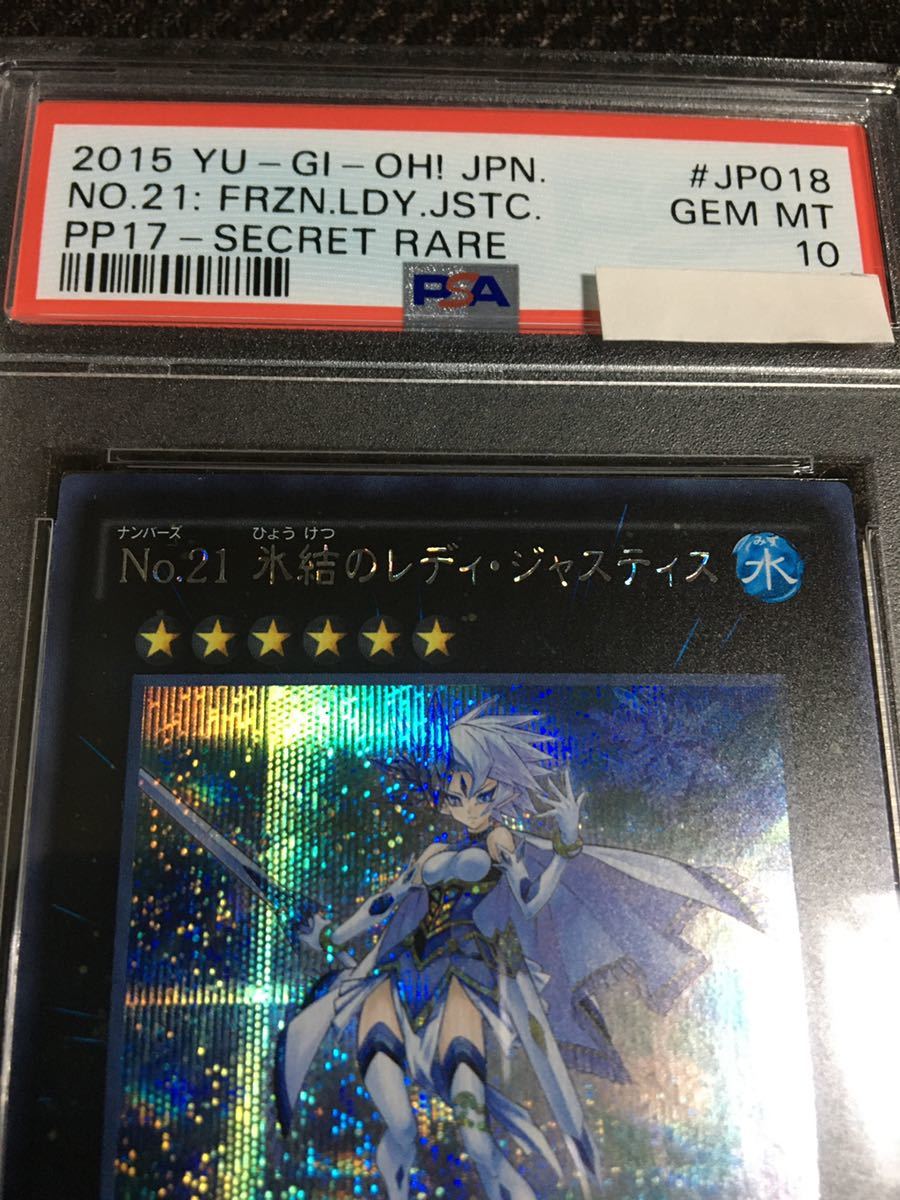 2015 YU-GI-OH! JPN. #JP018
NO.21: FRZN.LDY.JSTC. GEM MT
PP17-SECRET RARE 10
PSA
ナンバーズ ひょう けつ みず
No.21 氷結のレディ・ジャスティス 水